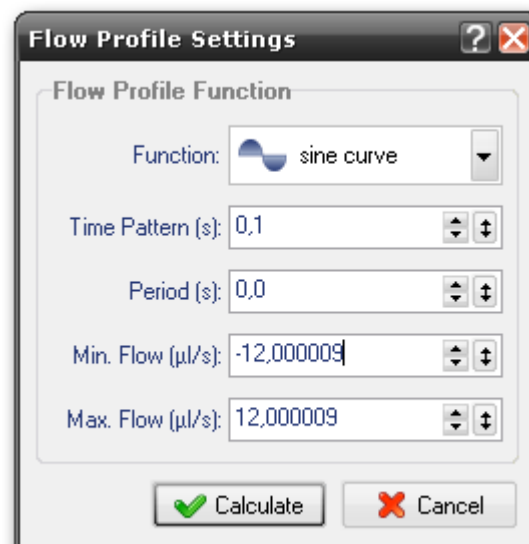 Flow Profile Settings ?
Flow Profile Function
Function: sine curve
Time Pattern (s): 0,1
Period (s): 0,0
Min. Flow (µl/s): -12,000009
Max. Flow (µl/s): 12,000009
Calculate Cancel